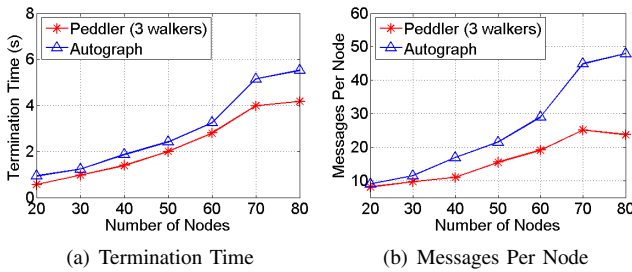 8
6
4
2
0
Termination Time (s)
Peddler (3 walkers)
Autograph
20 30 40 50 60 70 80
Number of Nodes
(a) Termination Time
60
50
40
30
20
10
Messages Per Node
Peddler (3 walkers)
Autograph
20 30 40 50 60 70 80
Number of Nodes
(b) Messages Per Node